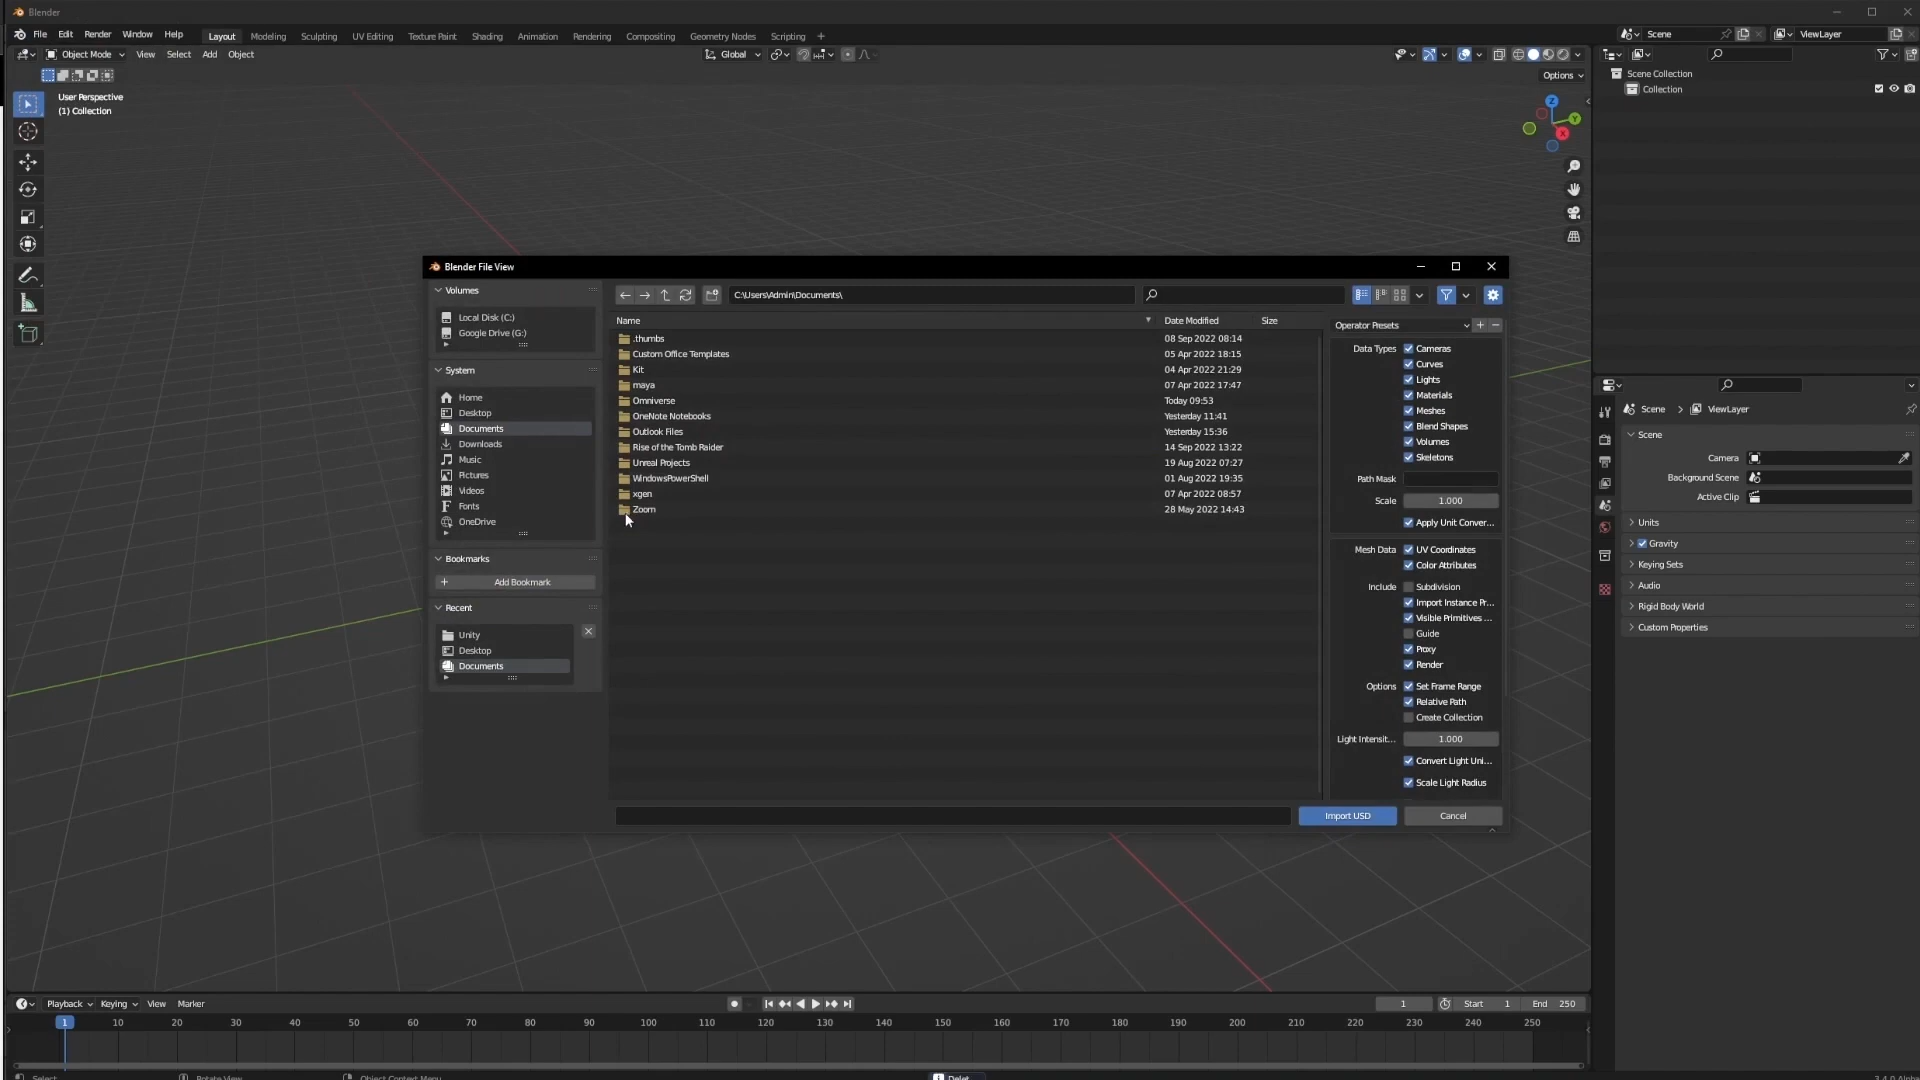 Blender
File Edit Render Window Help Layout Modeling Sculpting UV Editing Texture Paint Shading Animation Rendering Compositing Geometry Nodes Scripting + Scene ViewLayer
Object Mode View Select Add Object Global
Options
User Perspective
(1) Collection
Z
Y
X
Scene Collection
Collection
Blender File View
Volumes
Local Disk (C:)
Google Drive (G:)
System
Home
Desktop
Documents
Downloads
Music
Pictures
Videos
Fonts
OneDrive
Bookmarks
+ Add Bookmark
Recent
Unity
Desktop
Documents
C:\Users\Admin\Documents\
Name Date Modified Size
.thumbs 08 Sep 2022 08:14
Custom Office Templates 05 Apr 2022 18:15
Kit 04 Apr 2022 21:29
maya 07 Apr 2022 17:47
Omniverse Today 09:53
OneNote Notebooks Yesterday 11:41
Outlook Files Yesterday 15:36
Rise of the Tomb Raider 14 Sep 2022 13:22
Unreal Projects 19 Aug 2022 07:27
WindowsPowerShell 01 Aug 2022 19:35
xgen 07 Apr 2022 08:57
Zoom 28 May 2022 14:43
Operator Presets
Data Types Cameras
Curves
Lights
Materials
Meshes
Blend Shapes
Volumes
Skeletons
Path Mask
Scale 1.000
Apply Unit Conver...
Mesh Data UV Coordinates
Color Attributes
Include Subdivision
Import Instance Pr...
Visible Primitives ...
Guide
Proxy
Render
Options Set Frame Range
Relative Path
Create Collection
Light Intensit... 1.000
Convert Light Uni...
Scale Light Radius
Import USD Cancel
Scene ViewLayer
Scene
Camera
Background Scene
Active Clip
Units
Gravity
Keying Sets
Audio
Rigid Body World
Custom Properties
Playback Keying View Marker 1 Start 1 End 250
1 10 20 30 40 50 60 70 80 90 100 110 120 130 140 150 160 170 180 190 200 210 220 230 240 250
Select Rotate View Object Context Menu Delet 3.4.0 Alpha